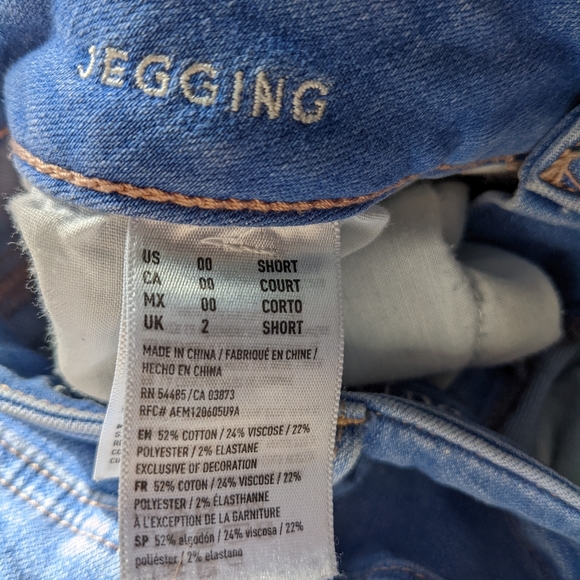 JEGGING
US 00 SHORT
CA 00 COURT
MX 00 CORTO
UK 2 SHORT
MADE IN CHINA / FABRIQUÉ EN CHINE /
HECHO EN CHINA
RN 54485/CA 03873
RFC# AEM120605U9A
EN 52% COTTON / 24% VISCOSE / 22%
POLYESTER / 2% ELASTANE
EXCLUSIVE OF DECORATION
FR 52% COTON / 24% VISCOSE / 22%
POLYESTER / 2% ÉLASTHANNE
À L'EXCEPTION DE LA GARNITURE
SP 52% algodón / 24% viscosa / 22%
poliéster / 2% elastano